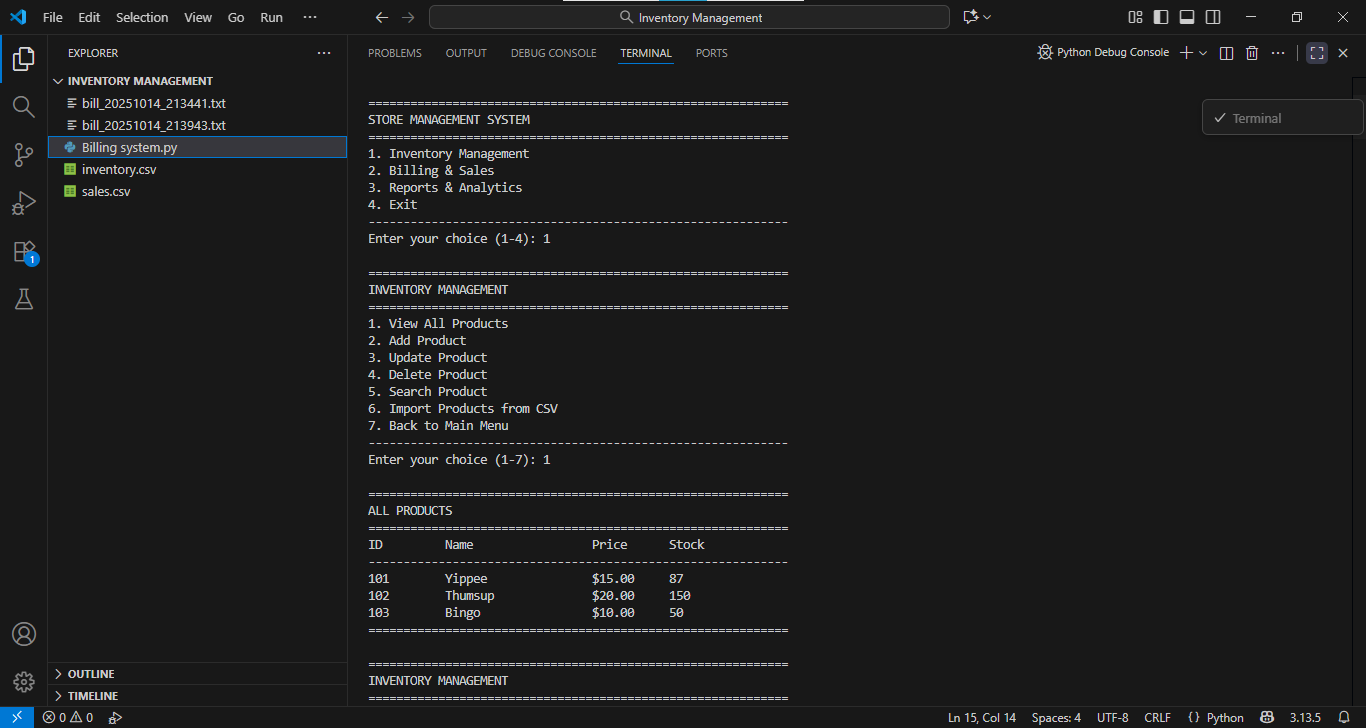 File Edit Selection View Go Run ··· Inventory Management
EXPLORER ···
INVENTORY MANAGEMENT
bill_20251014_213441.txt
bill_20251014_213943.txt
Billing system.py
inventory.csv
sales.csv
1
OUTLINE
TIMELINE
PROBLEMS OUTPUT DEBUG CONSOLE TERMINAL PORTS Python Debug Console ···
Terminal
============================================================
STORE MANAGEMENT SYSTEM
============================================================
1. Inventory Management
2. Billing & Sales
3. Reports & Analytics
4. Exit
------------------------------------------------------------
Enter your choice (1-4): 1
============================================================
INVENTORY MANAGEMENT
============================================================
1. View All Products
2. Add Product
3. Update Product
4. Delete Product
5. Search Product
6. Import Products from CSV
7. Back to Main Menu
------------------------------------------------------------
Enter your choice (1-7): 1
============================================================
ALL PRODUCTS
============================================================
ID Name Price Stock
------------------------------------------------------------
101 Yippee $15.00 87
102 Thumsup $20.00 150
103 Bingo $10.00 50
============================================================
============================================================
INVENTORY MANAGEMENT
============================================================
0 0 Ln 15, Col 14 Spaces: 4 UTF-8 CRLF {} Python 3.13.5